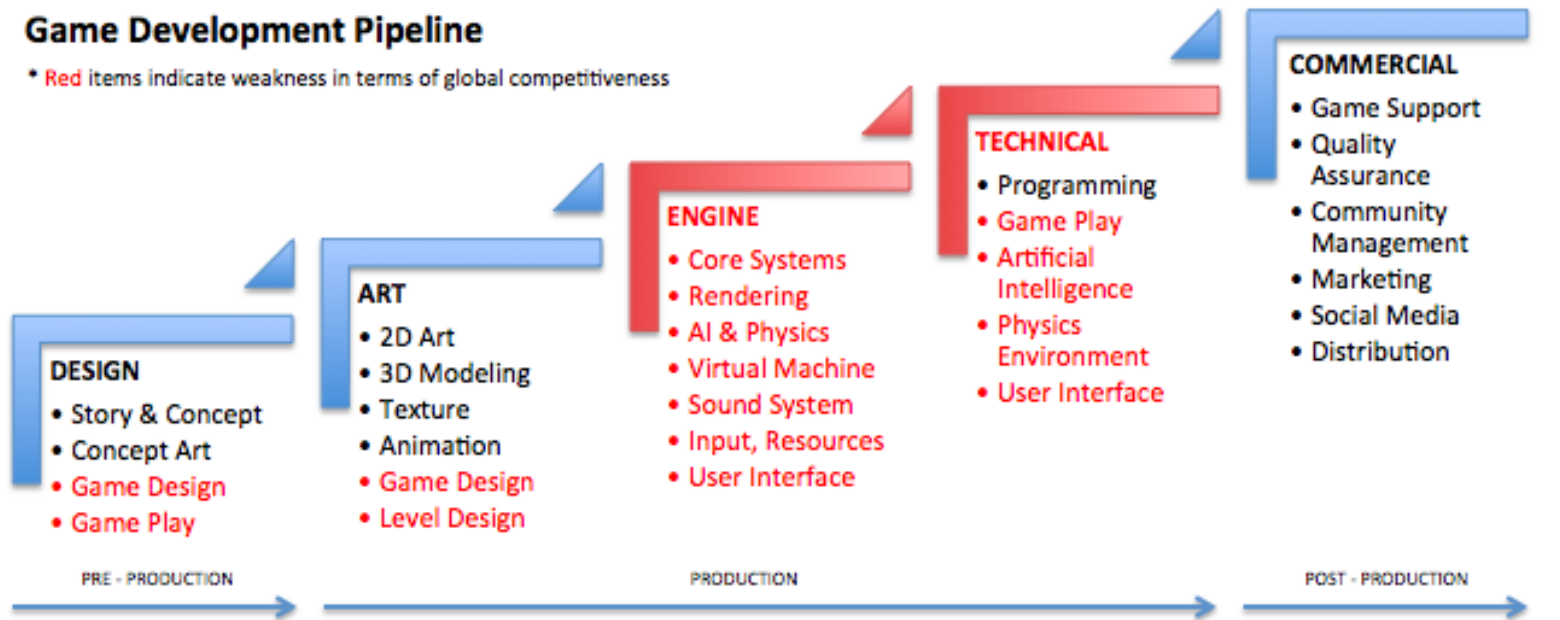 Game Development Pipeline
* Red items indicate weakness in terms of global competitiveness
DESIGN
• Story & Concept
• Concept Art
• Game Design
• Game Play
ART
• 2D Art
• 3D Modeling
• Texture
• Animation
• Game Design
• Level Design
ENGINE
• Core Systems
• Rendering
• AI & Physics
• Virtual Machine
• Sound System
• Input, Resources
• User Interface
TECHNICAL
• Programming
• Game Play
• Artificial
Intelligence
• Physics
Environment
• User Interface
COMMERCIAL
• Game Support
• Quality
Assurance
• Community
Management
• Marketing
• Social Media
• Distribution
PRE - PRODUCTION
PRODUCTION
POST - PRODUCTION